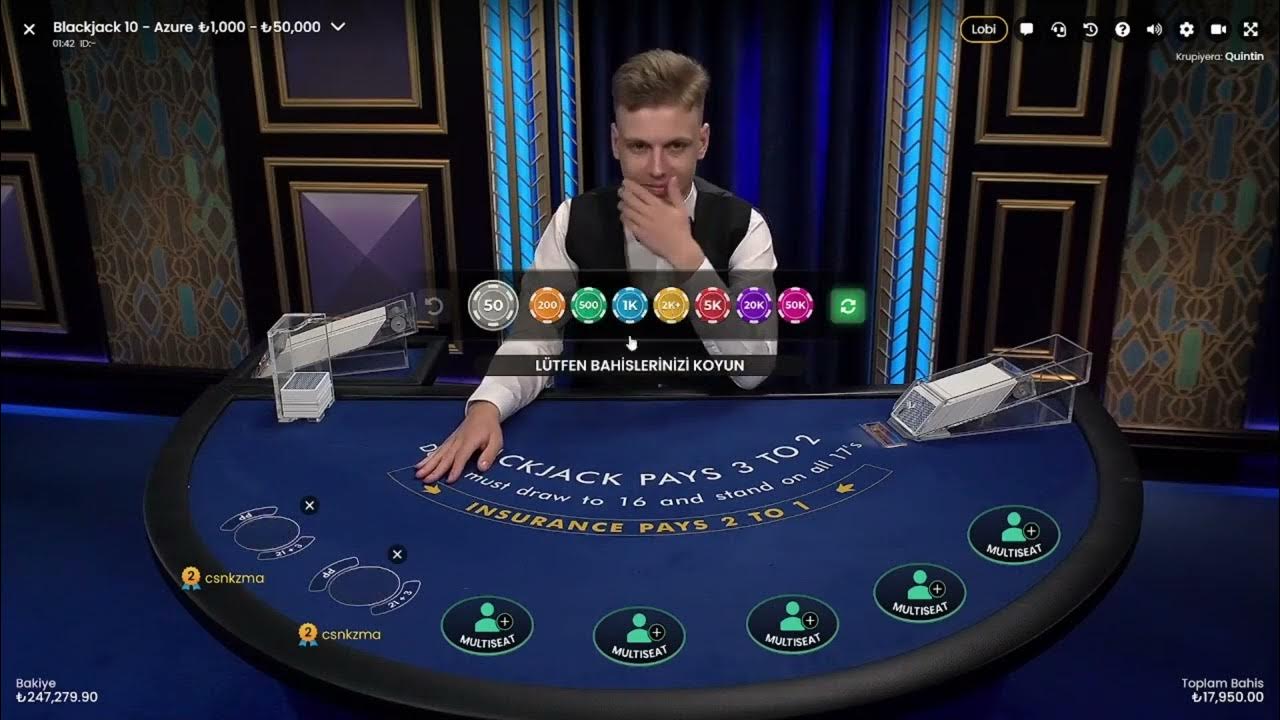 Blackjack 10 - Azure ₺1,000 - ₺50,000
01:42 ID:-
Lobi
Krupiyera: Quintin
50
200
500
1K
2K+
5K
20K
50K
LÜTFEN BAHİSLERİNİZİ KOYUN
CKJACK PAYS 3 TO 2
must draw to 16 and stand on all 17's
INSURANCE PAYS 2 TO 1
PP
21+3
2 csnkzma
PP
21+3
2 csnkzma
MULTISEAT
MULTISEAT
MULTISEAT
MULTISEAT
MULTISEAT
Bakiye
₺247,279.90
Toplam Bahis
₺17,950.00